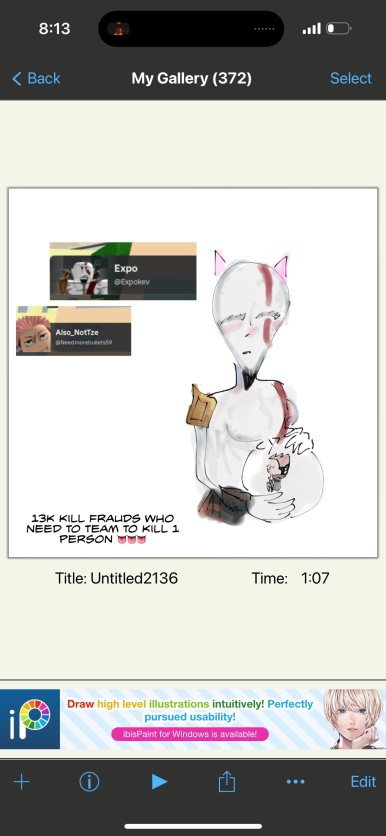 8:13
Back
My Gallery (372)
Select
Expo
@Expokev
Also_NotTze
@Needmorebullets59
13K KILL FRAUDS WHO
NEED TO TEAM TO KILL 1
PERSON 👅👅👅
Title: Untitled2136
Time: 1:07
Draw high level illustrations intuitively! Perfectly
pursued usability!
ibisPaint for Windows is available!
iP
Edit